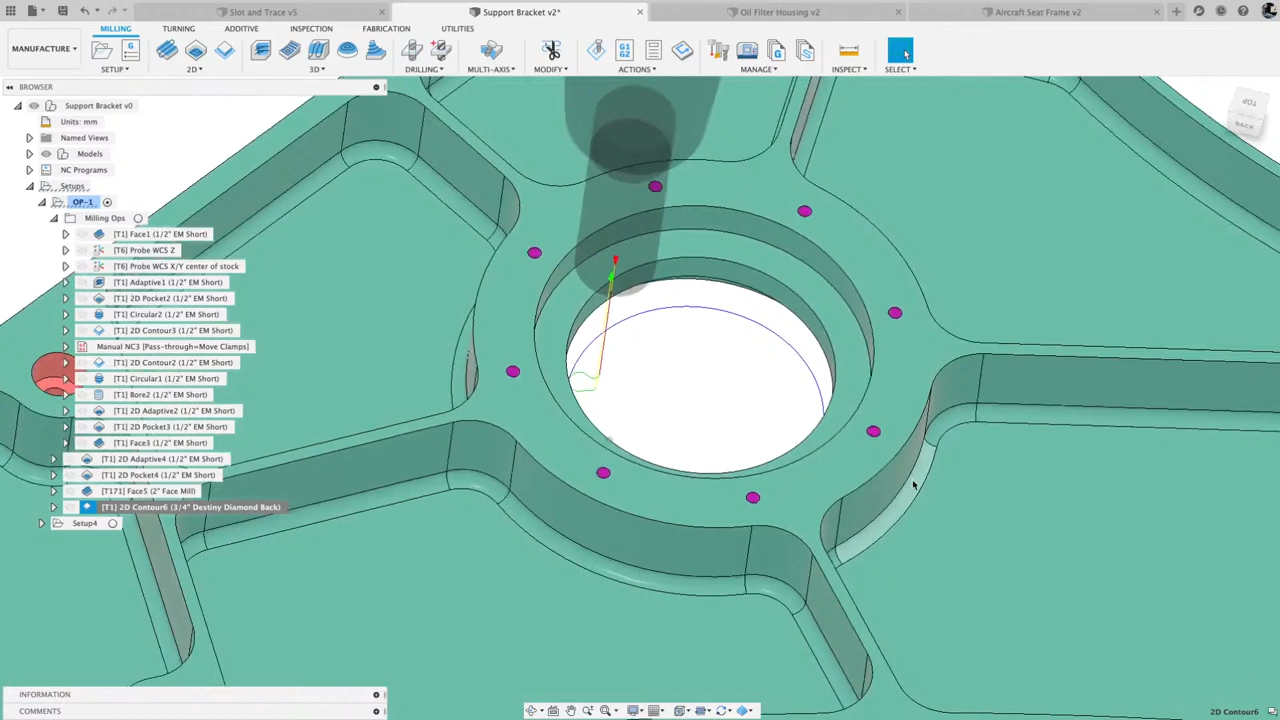 Slot and Trace v5
Support Bracket v2*
Oil Filter Housing v2
Aircraft Seat Frame v2
MANUFACTURE
MILLING
TURNING
ADDITIVE
INSPECTION
FABRICATION
UTILITIES
G1
G2
G
SETUP
2D
3D
DRILLING
MULTI-AXIS
MODIFY
ACTIONS
MANAGE
INSPECT
SELECT
BROWSER
Support Bracket v0
Units: mm
Named Views
Models
NC Programs
Setups
OP-1
Milling Ops
[T1] Face1 (1/2" EM Short)
[T6] Probe WCS Z
[T6] Probe WCS X/Y center of stock
[T1] Adaptive1 (1/2" EM Short)
[T1] 2D Pocket2 (1/2" EM Short)
[T1] Circular2 (1/2" EM Short)
[T1] 2D Contour3 (1/2" EM Short)
Manual NC3 [Pass-through=Move Clamps]
[T1] 2D Contour2 (1/2" EM Short)
[T1] Circular1 (1/2" EM Short)
[T1] Bore2 (1/2" EM Short)
[T1] 2D Adaptive2 (1/2" EM Short)
[T1] 2D Pocket3 (1/2" EM Short)
[T1] Face3 (1/2" EM Short)
[T1] 2D Adaptive4 (1/2" EM Short)
[T1] 2D Pocket4 (1/2" EM Short)
[T171] Face5 (2" Face Mill)
[T1] 2D Contour6 (3/4" Destiny Diamond Back)
Setup4
TOP
BACK
INFORMATION
COMMENTS
2D Contour6